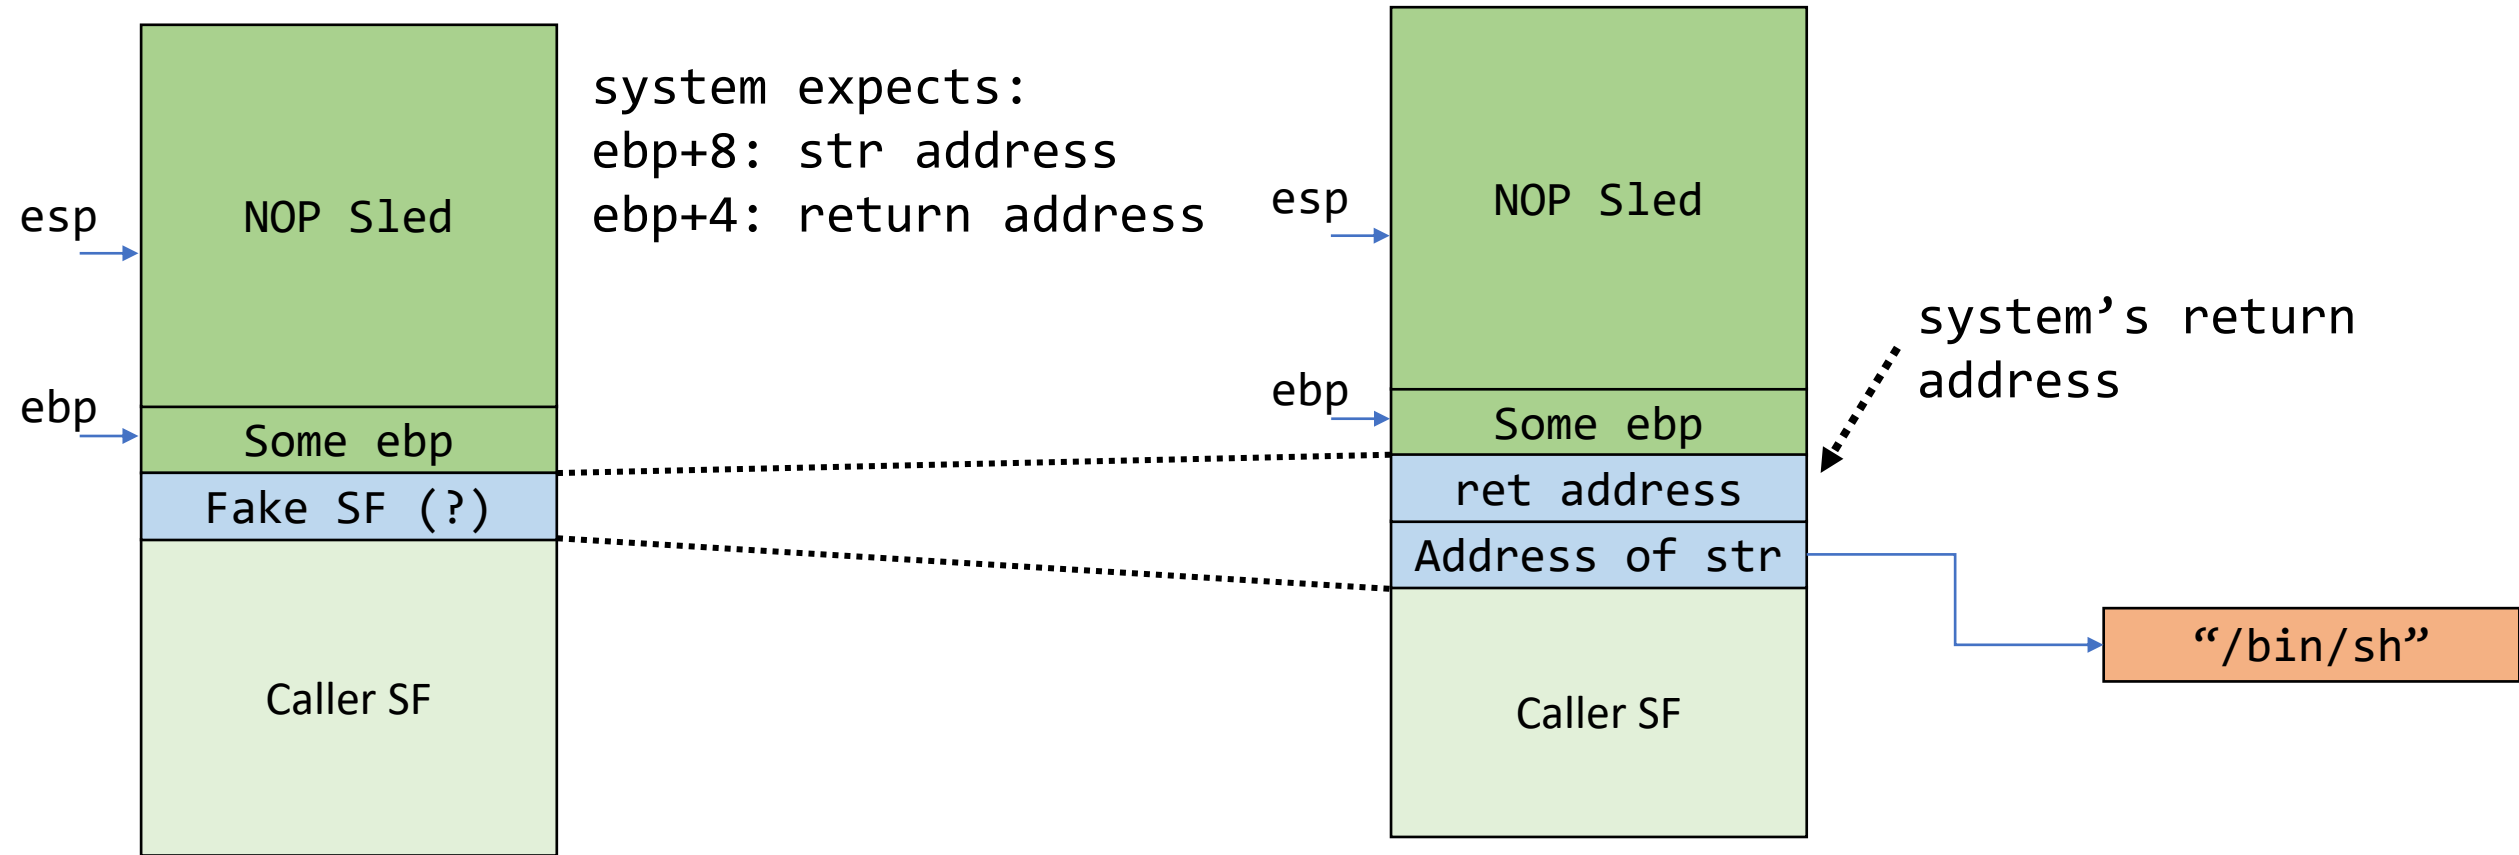 NOP Sled
esp
ebp
Some ebp
Fake SF (?)
Caller SF
system expects:
ebp+8: str address
ebp+4: return address
NOP Sled
esp
ebp
Some ebp
ret address
Address of str
Caller SF
system’s return
address
“/bin/sh”